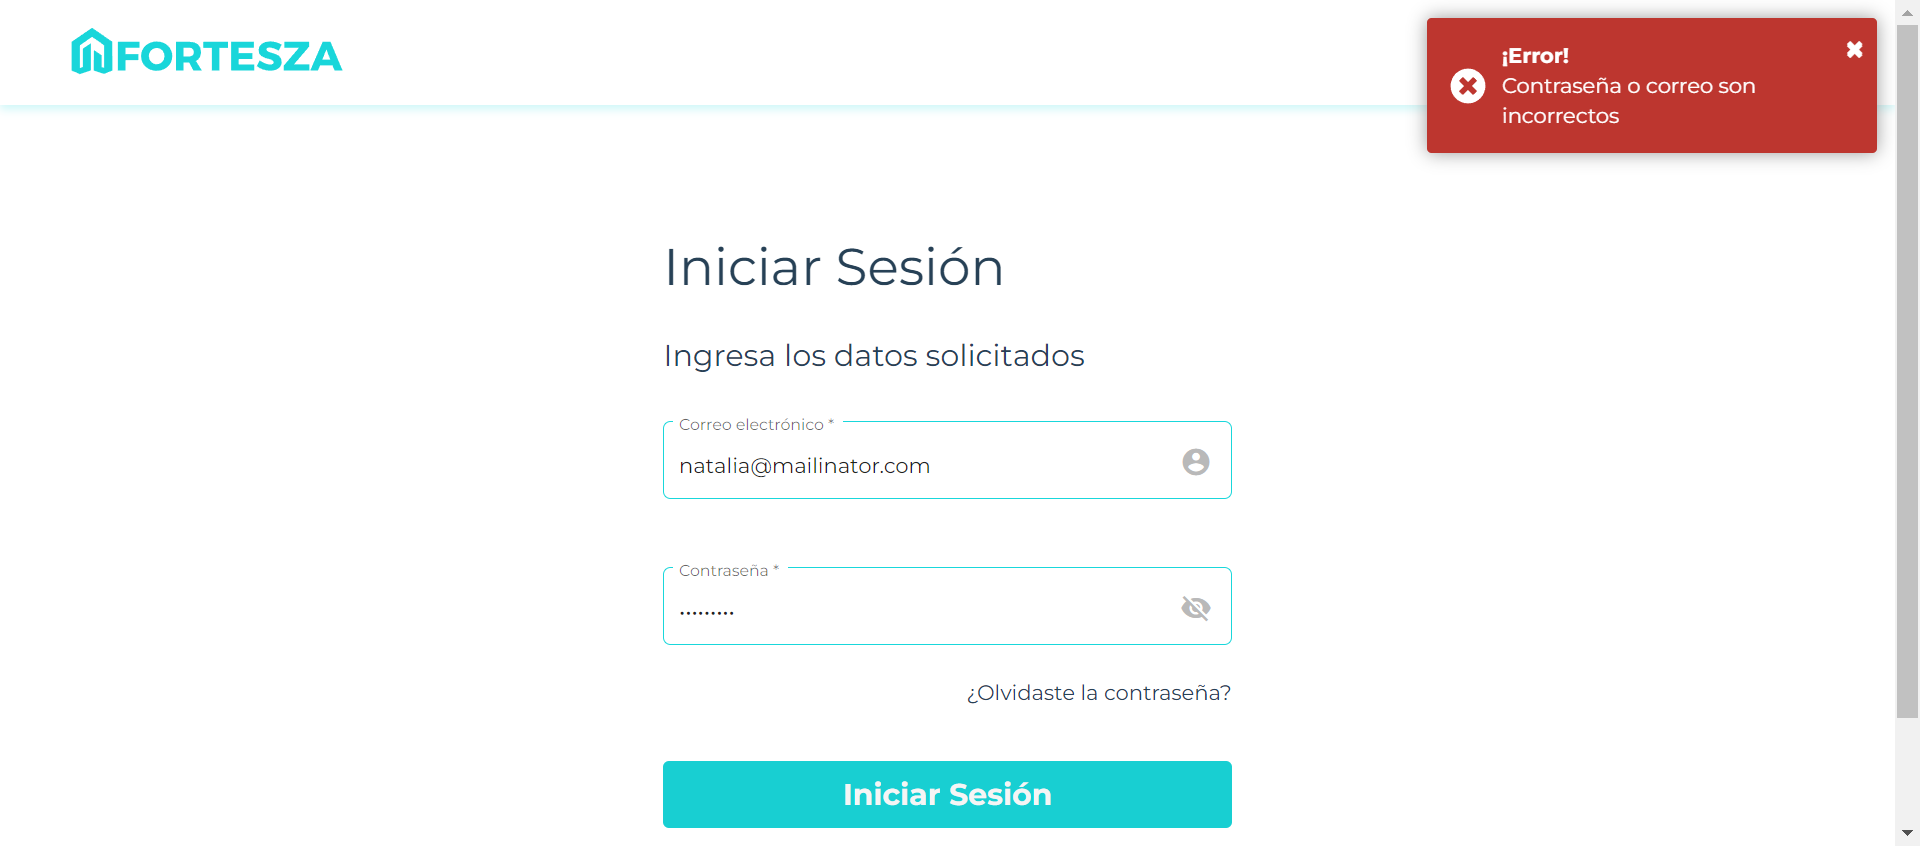 FORTESZA
¡Error!
Contraseña o correo son
incorrectos
Iniciar Sesión
Ingresa los datos solicitados
Correo electrónico *
natalia@mailinator.com
Contraseña *
•••••••••
¿Olvidaste la contraseña?
Iniciar Sesión